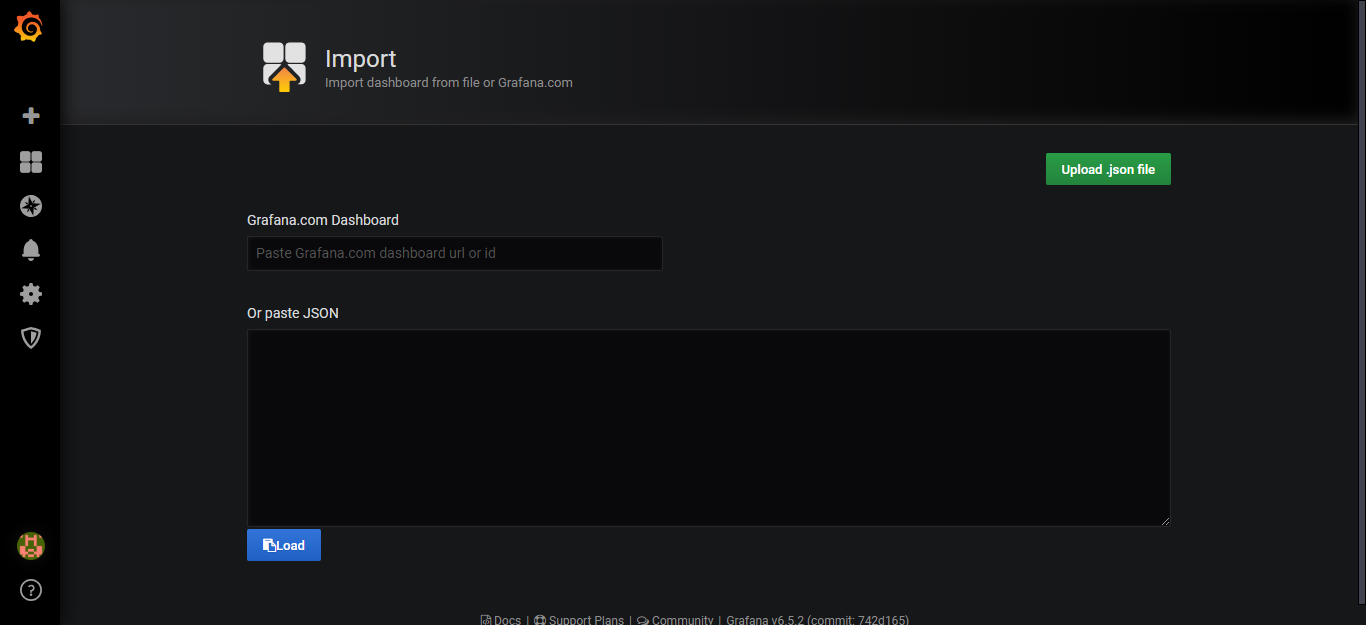 Import
Import dashboard from file or Grafana.com
Upload .json file
Grafana.com Dashboard
Paste Grafana.com dashboard url or id
Or paste JSON
Load
?
Docs | Support Plans | Community | Grafana v6.5.2 (commit: 742d165)